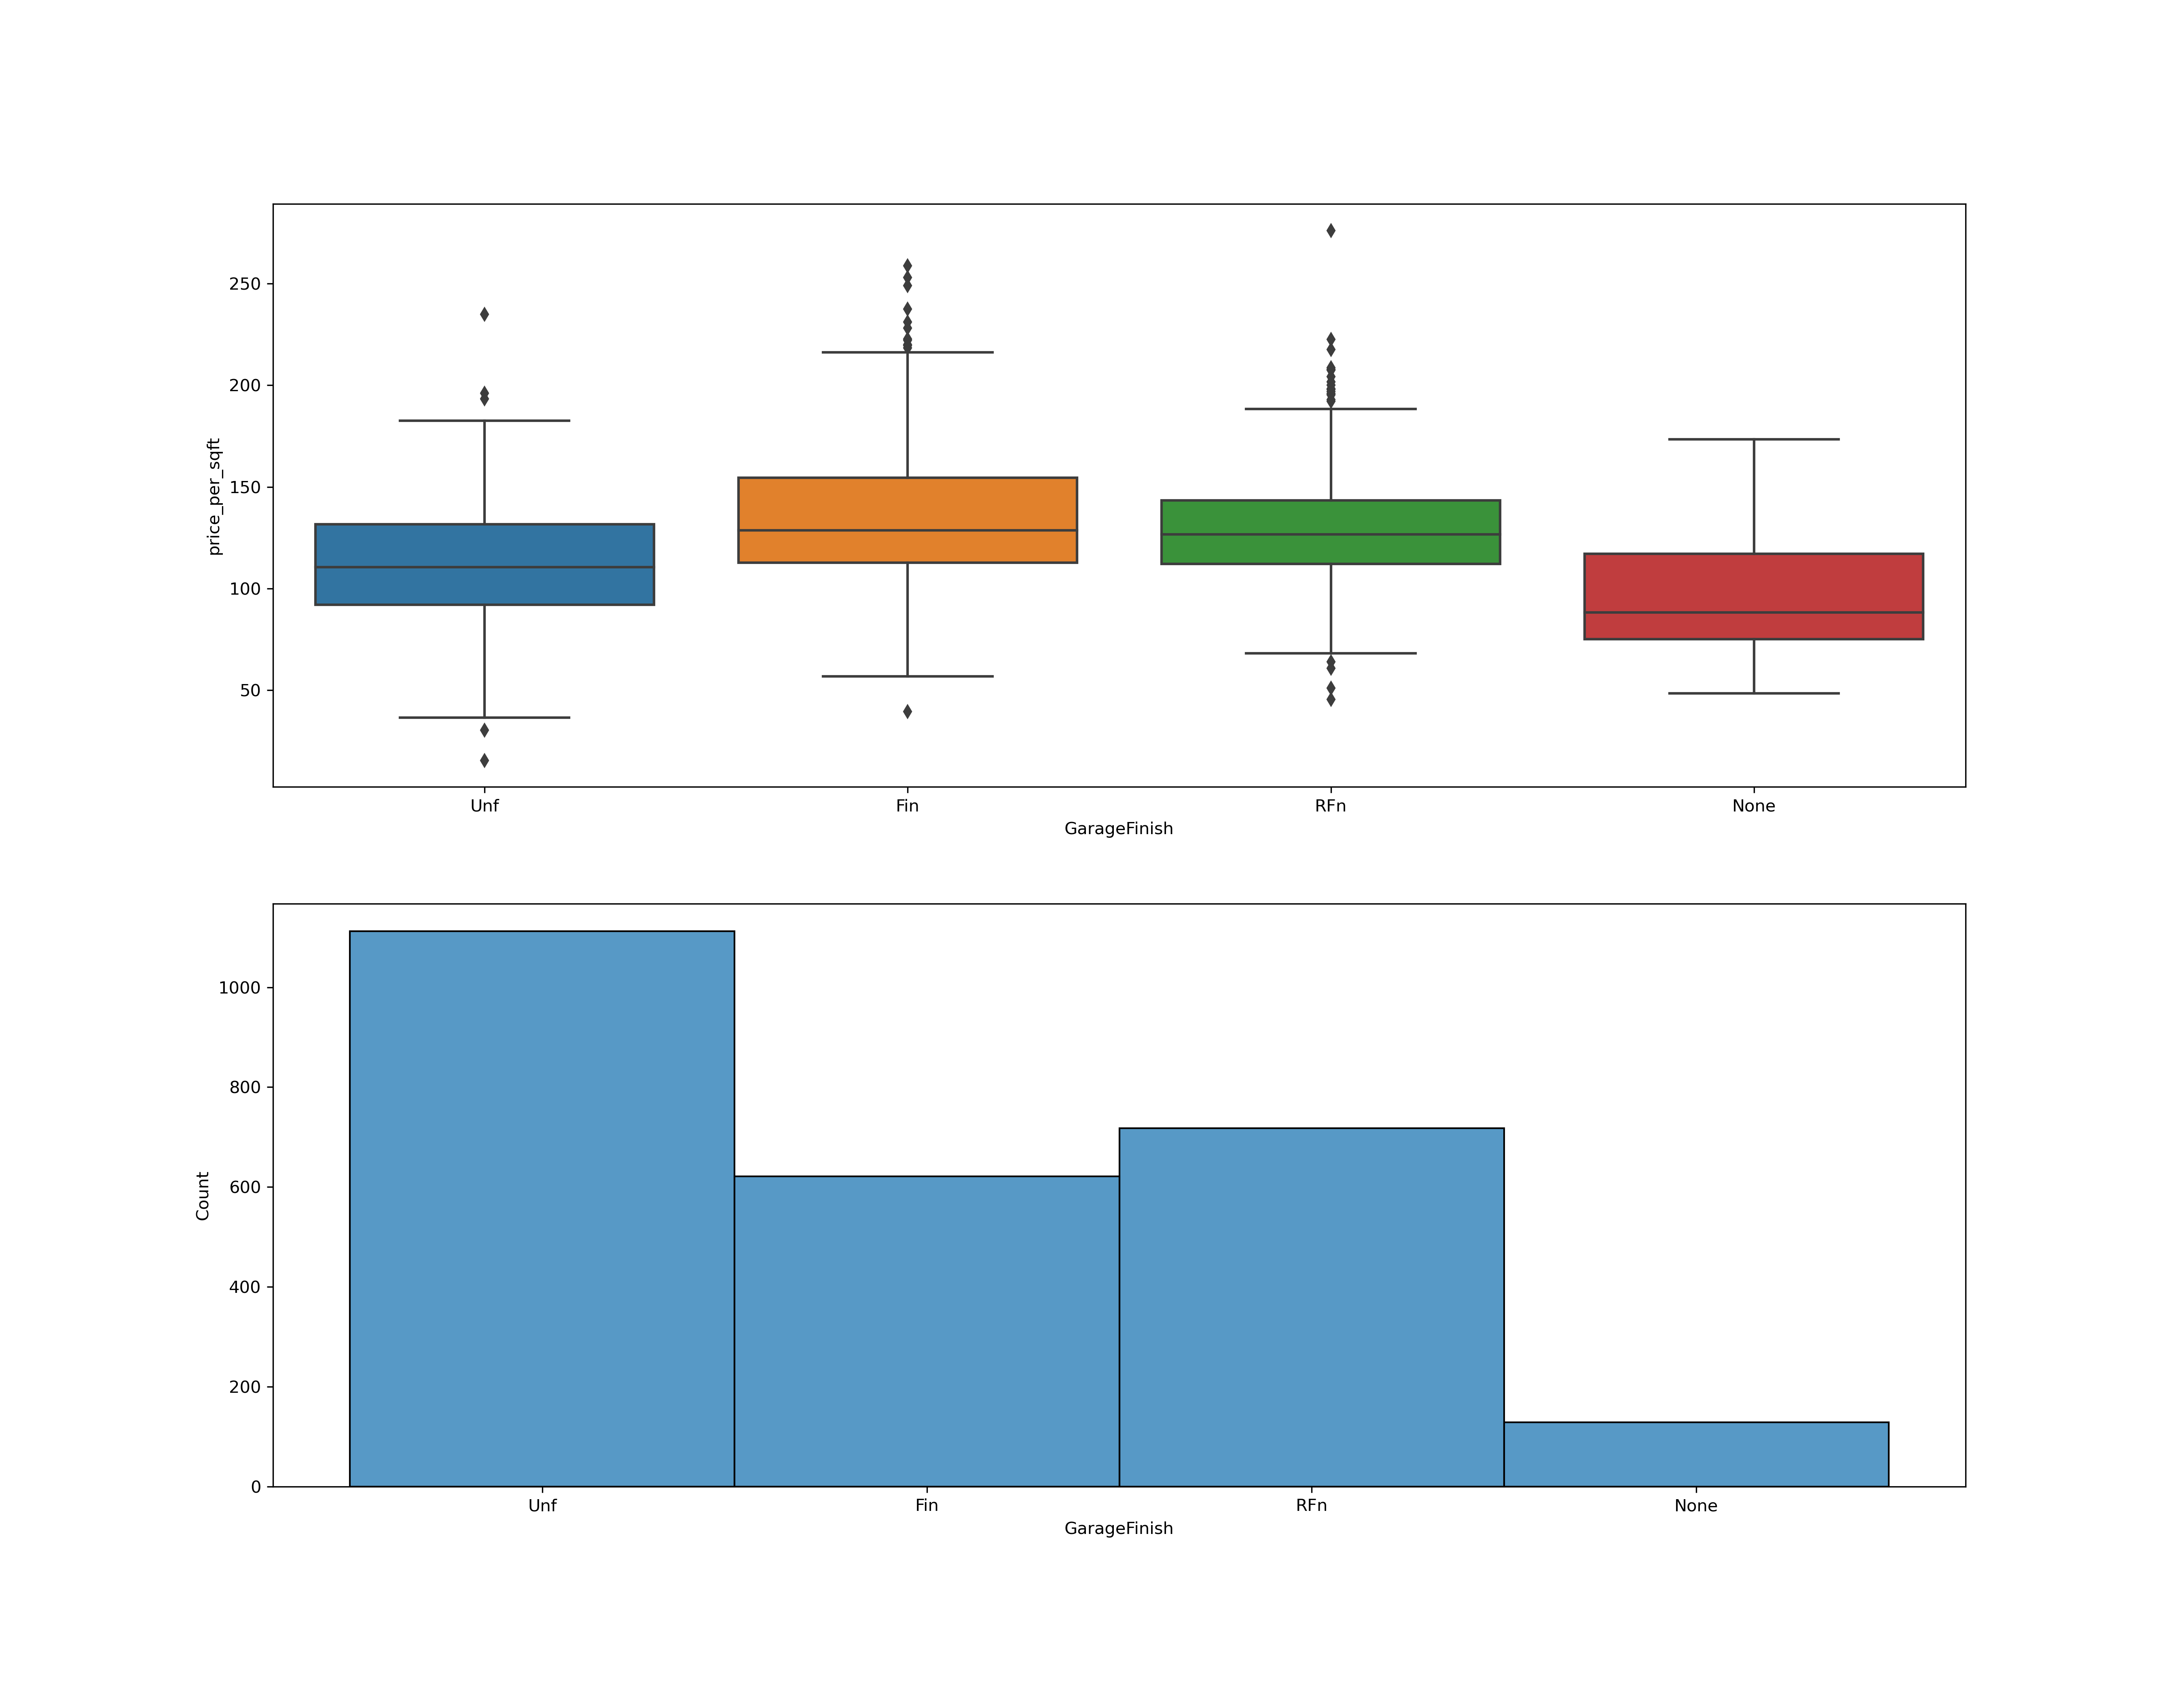 price_per_sqft
250
200
150
100
50
Unf Fin RFn None
GarageFinish
Count
1000
800
600
400
200
0
Unf Fin RFn None
GarageFinish